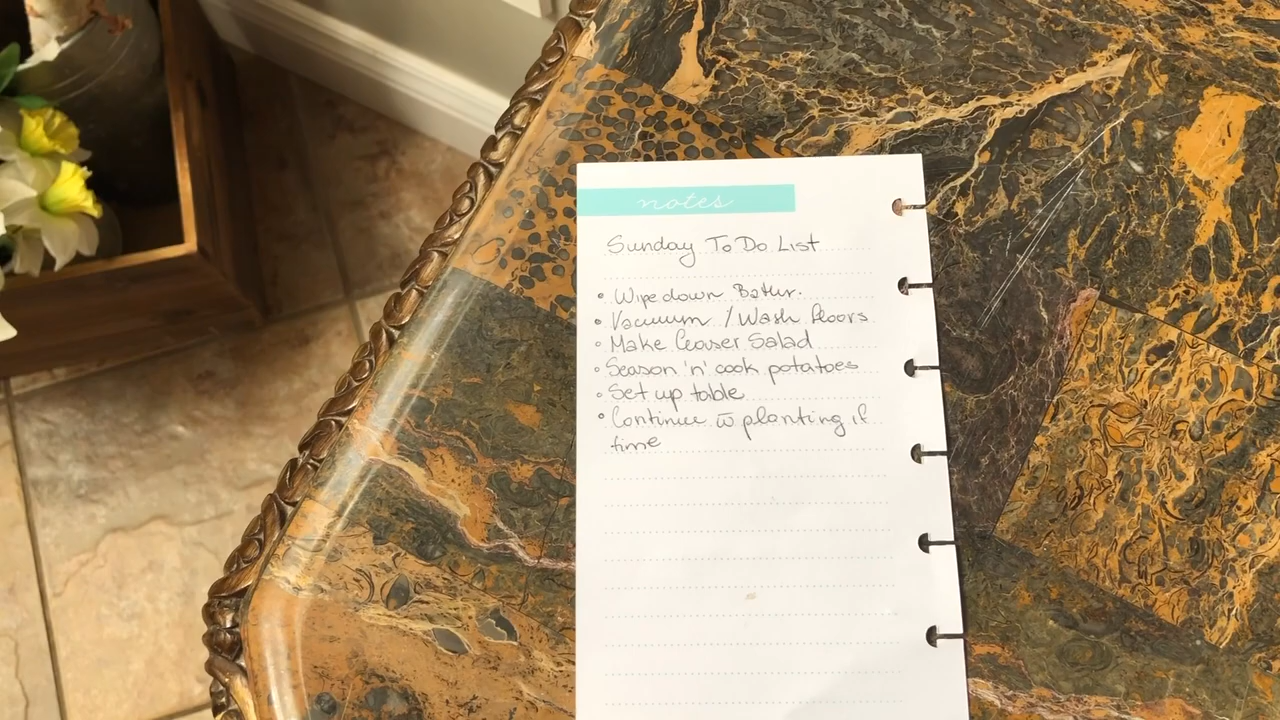 notes
Sunday To Do List
• Wipe down Bathr.
• Vacuum / Wash floors
• Make Ceaser Salad
• Season 'n' cook potatoes
• Set up table
• Continue w̄ planting if
time